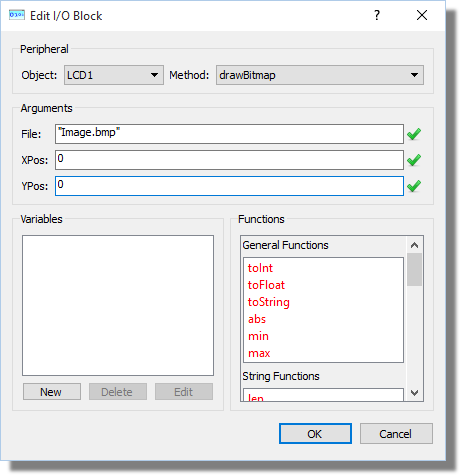 Edit I/O Block
?
Peripheral
Object: LCD1 Method: drawBitmap
Arguments
File: "Image.bmp"
XPos: 0
YPos: 0
Variables
New Delete Edit
Functions
General Functions
toInt
toFloat
toString
abs
min
max
String Functions
len
OK Cancel